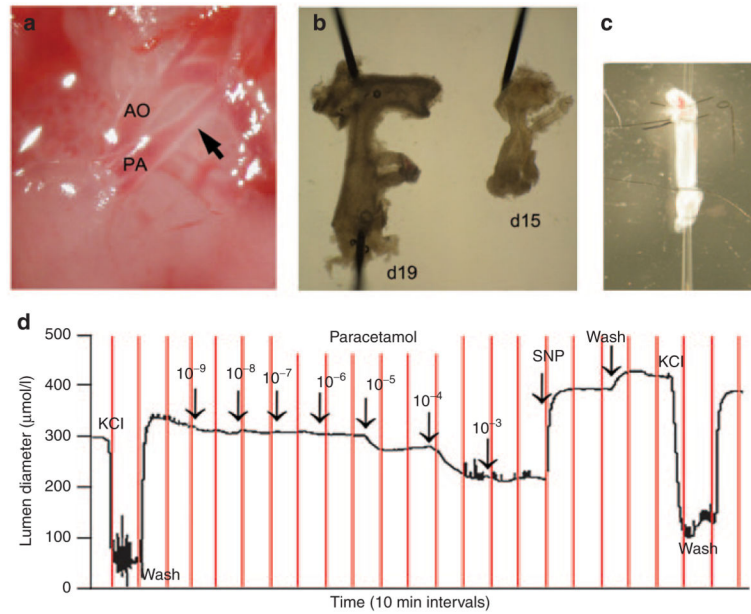 a
AO
PA
b
d19
d15
c
d
Lumen diameter (μmol/l)
500
400
300
200
100
0
KCl
Wash
Paracetamol
10⁻⁹
10⁻⁸
10⁻⁷
10⁻⁶
10⁻⁵
10⁻⁴
10⁻³
SNP
Wash
KCl
Wash
Time (10 min intervals)